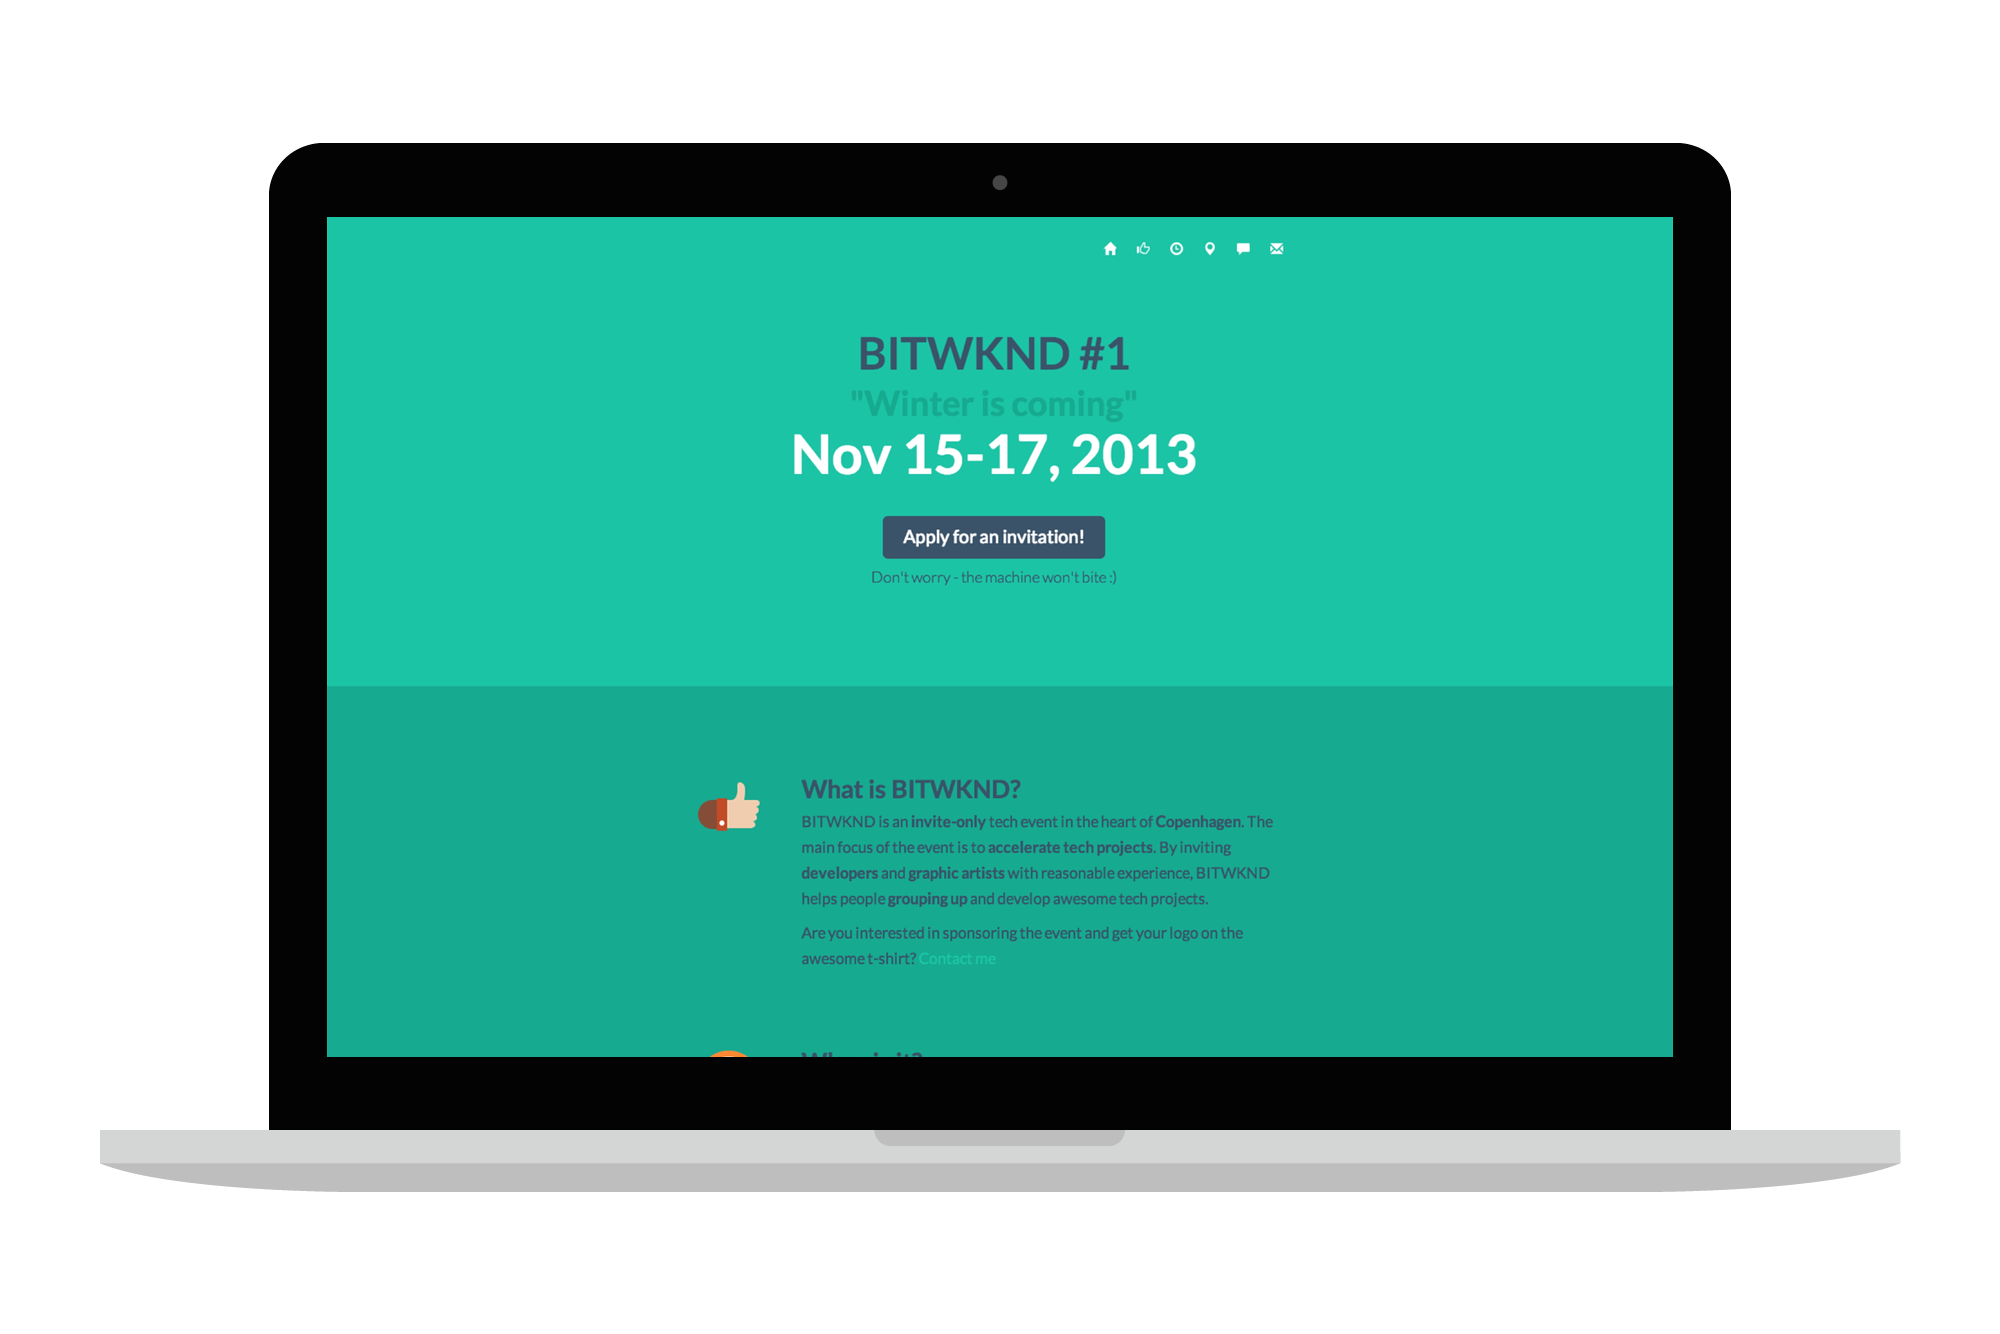 BITWKND #1
"Winter is coming"
Nov 15-17, 2013
Apply for an invitation!
Don't worry - the machine won't bite :)
What is BITWKND?
BITWKND is an invite-only tech event in the heart of Copenhagen. The
main focus of the event is to accelerate tech projects. By inviting
developers and graphic artists with reasonable experience, BITWKND
helps people grouping up and develop awesome tech projects.
Are you interested in sponsoring the event and get your logo on the
awesome t-shirt? Contact me